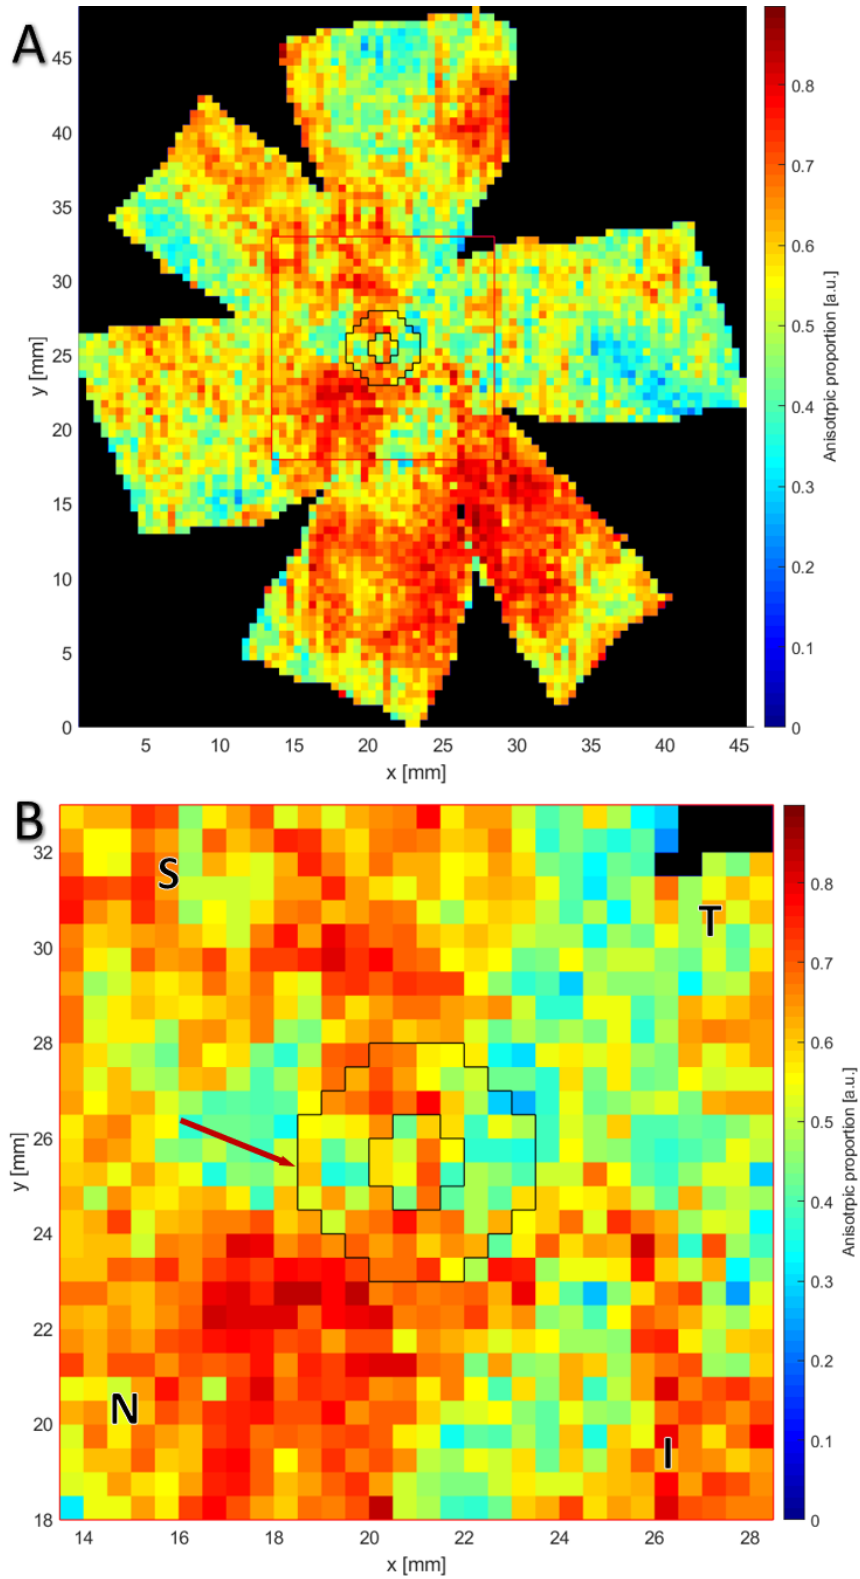 A
45
40
35
30
25
20
15
10
5
0
y [mm]
5 10 15 20 25 30 35 40 45
x [mm]
0.8
0.7
0.6
0.5
0.4
0.3
0.2
0.1
0
Anisotrpic proportion [a.u.]
B
S
T
N
I
32
30
28
26
24
22
20
18
y [mm]
14 16 18 20 22 24 26 28
x [mm]
0.8
0.7
0.6
0.5
0.4
0.3
0.2
0.1
0
Anisotrpic proportion [a.u.]